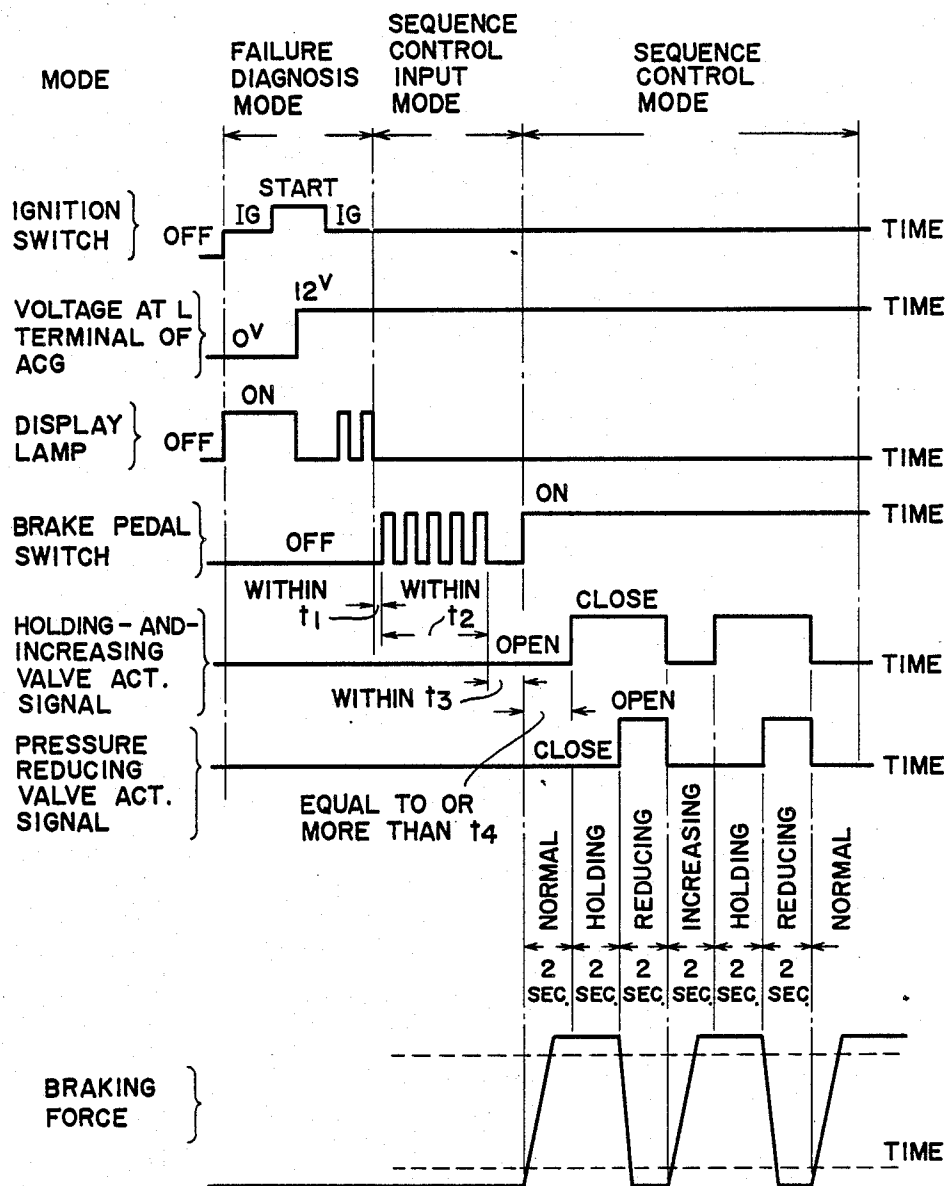 MODE
FAILURE
DIAGNOSIS
MODE
SEQUENCE
CONTROL
INPUT
MODE
SEQUENCE
CONTROL
MODE
IGNITION
SWITCH
OFF
IG
START
IG
TIME
VOLTAGE AT L
TERMINAL OF
ACG
0V
12V
TIME
DISPLAY
LAMP
OFF
ON
TIME
BRAKE PEDAL
SWITCH
OFF
ON
TIME
WITHIN
t1
WITHIN
t2
HOLDING-AND-
INCREASING
VALVE ACT.
SIGNAL
OPEN
CLOSE
TIME
WITHIN t3
PRESSURE
REDUCING
VALVE ACT.
SIGNAL
CLOSE
OPEN
TIME
EQUAL TO OR
MORE THAN t4
NORMAL
HOLDING
REDUCING
INCREASING
HOLDING
REDUCING
NORMAL
2 2 2 2 2 2
SEC. SEC. SEC. SEC. SEC. SEC.
BRAKING
FORCE
TIME